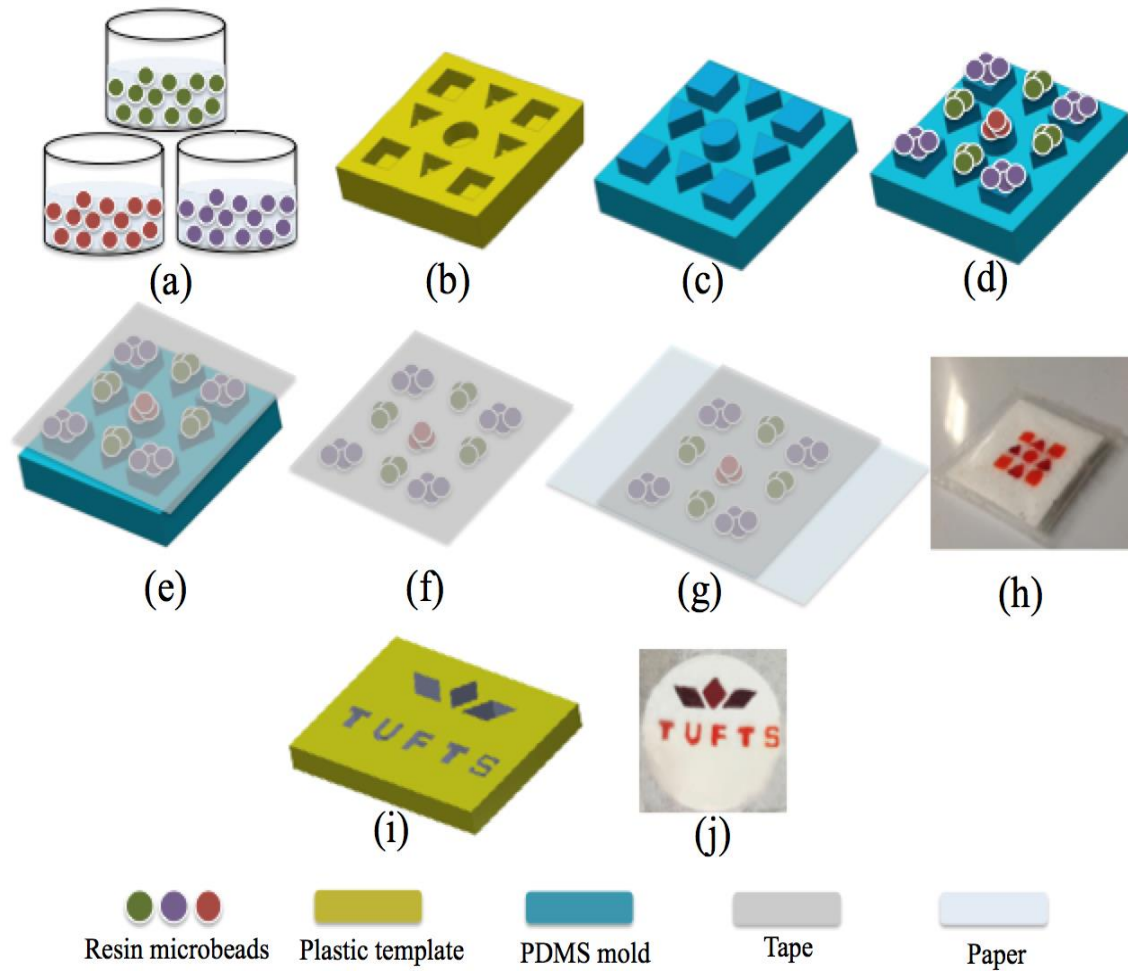 (a)
(b)
(c)
(d)
(e)
(f)
(g)
(h)
TUFTS
TUFTS
(i)
(j)
Resin microbeads
Plastic template
PDMS mold
Tape
Paper